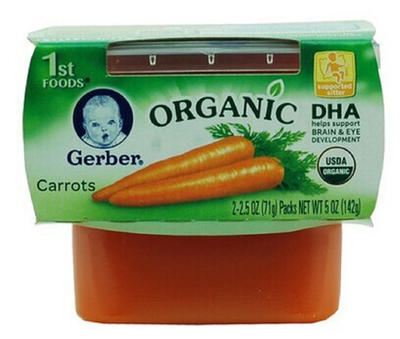 1st
FOODS®
Gerber®
Carrots
ORGANIC
supported
sitter
DHA
helps support
BRAIN & EYE
DEVELOPMENT
USDA
ORGANIC
2-2.5 OZ (71g) Packs NET WT 5 OZ (142g)